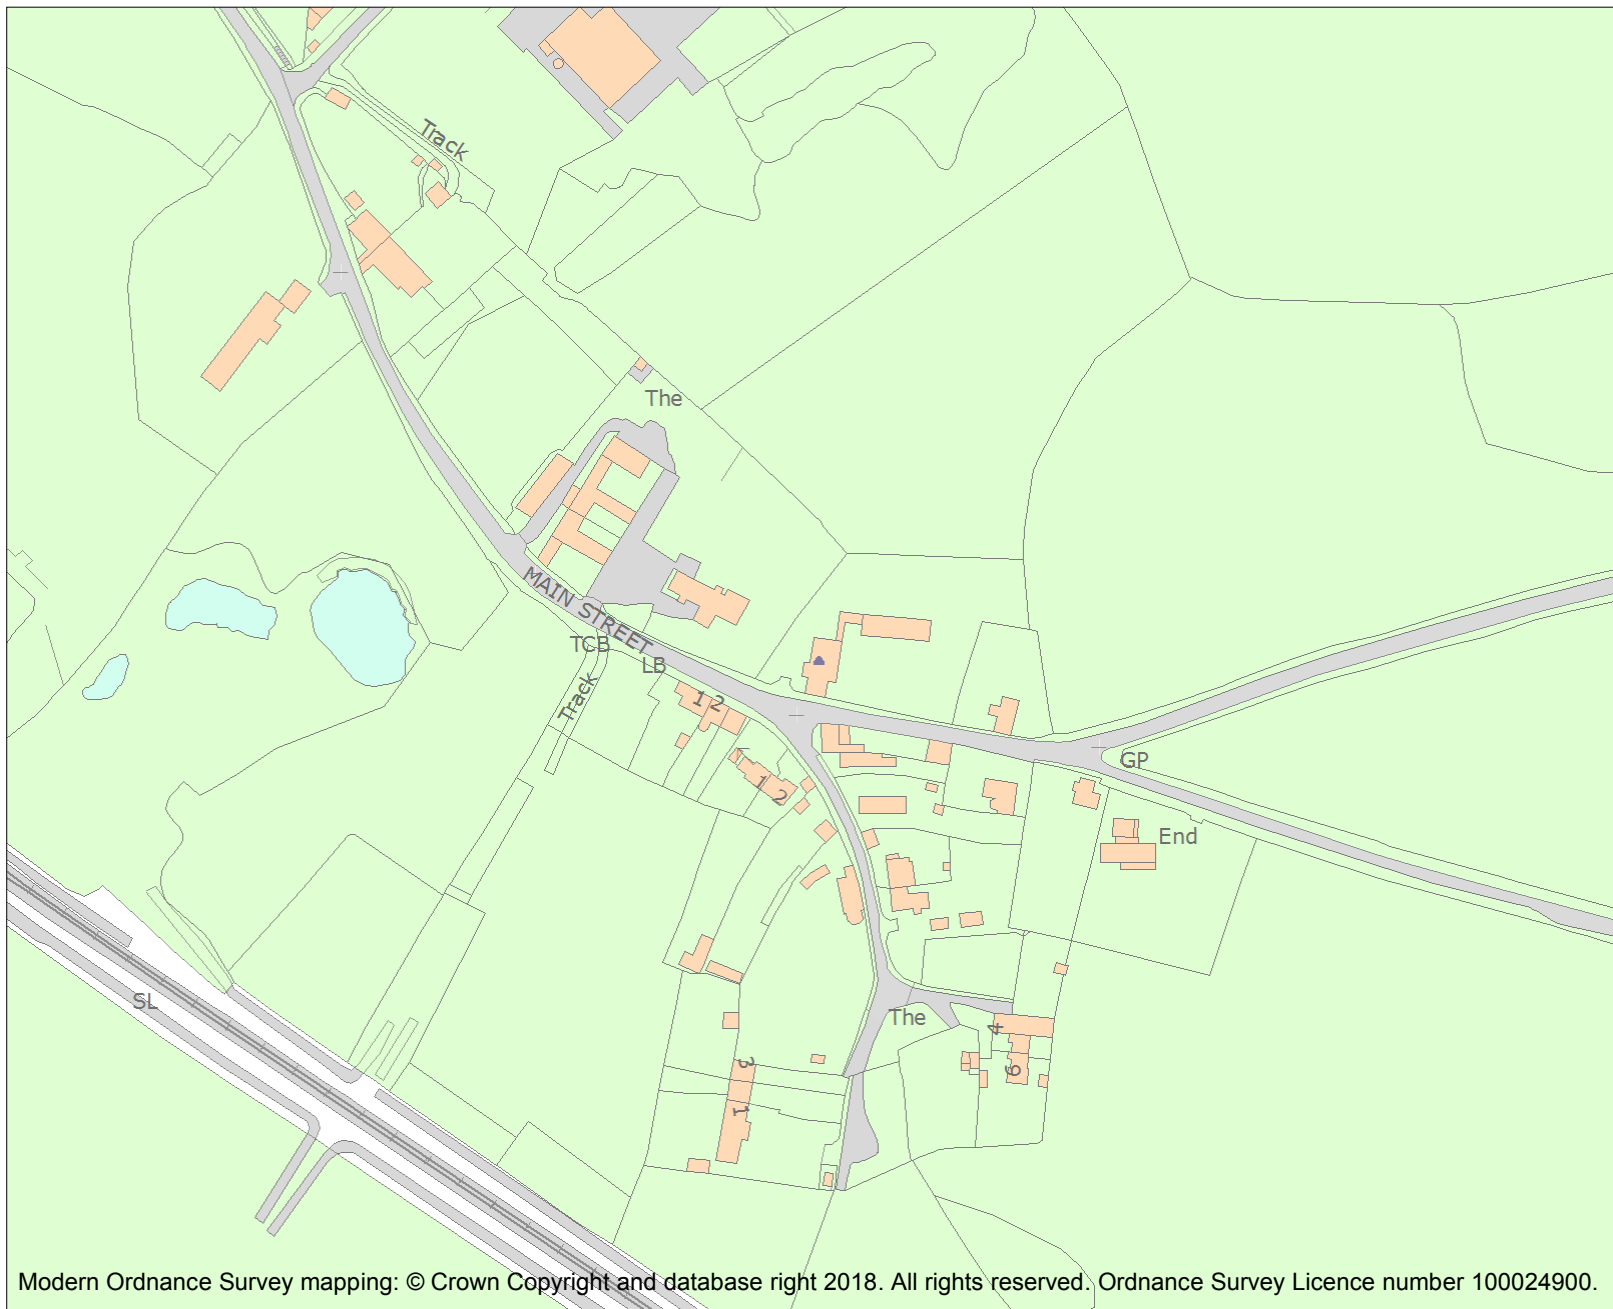 Track
The
MAIN STREET
TCB
LB
Track
1 2
1 2
GP
End
SL
The
4
6
3
1
Modern Ordnance Survey mapping: © Crown Copyright and database right 2018. All rights reserved. Ordnance Survey Licence number 100024900.